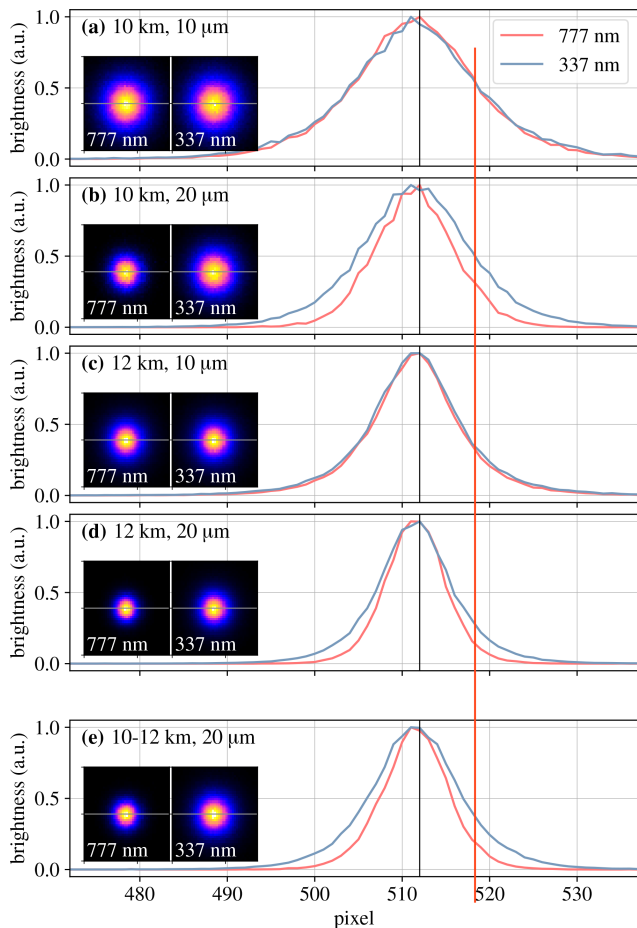 (a) 10 km, 10 µm
777 nm
337 nm
777 nm
337 nm
brightness (a.u.)
1.0
0.5
0.0
(b) 10 km, 20 µm
777 nm
337 nm
brightness (a.u.)
1.0
0.5
0.0
(c) 12 km, 10 µm
777 nm
337 nm
brightness (a.u.)
1.0
0.5
0.0
(d) 12 km, 20 µm
777 nm
337 nm
brightness (a.u.)
1.0
0.5
0.0
(e) 10-12 km, 20 µm
777 nm
337 nm
brightness (a.u.)
1.0
0.5
0.0
480 490 500 510 520 530
pixel